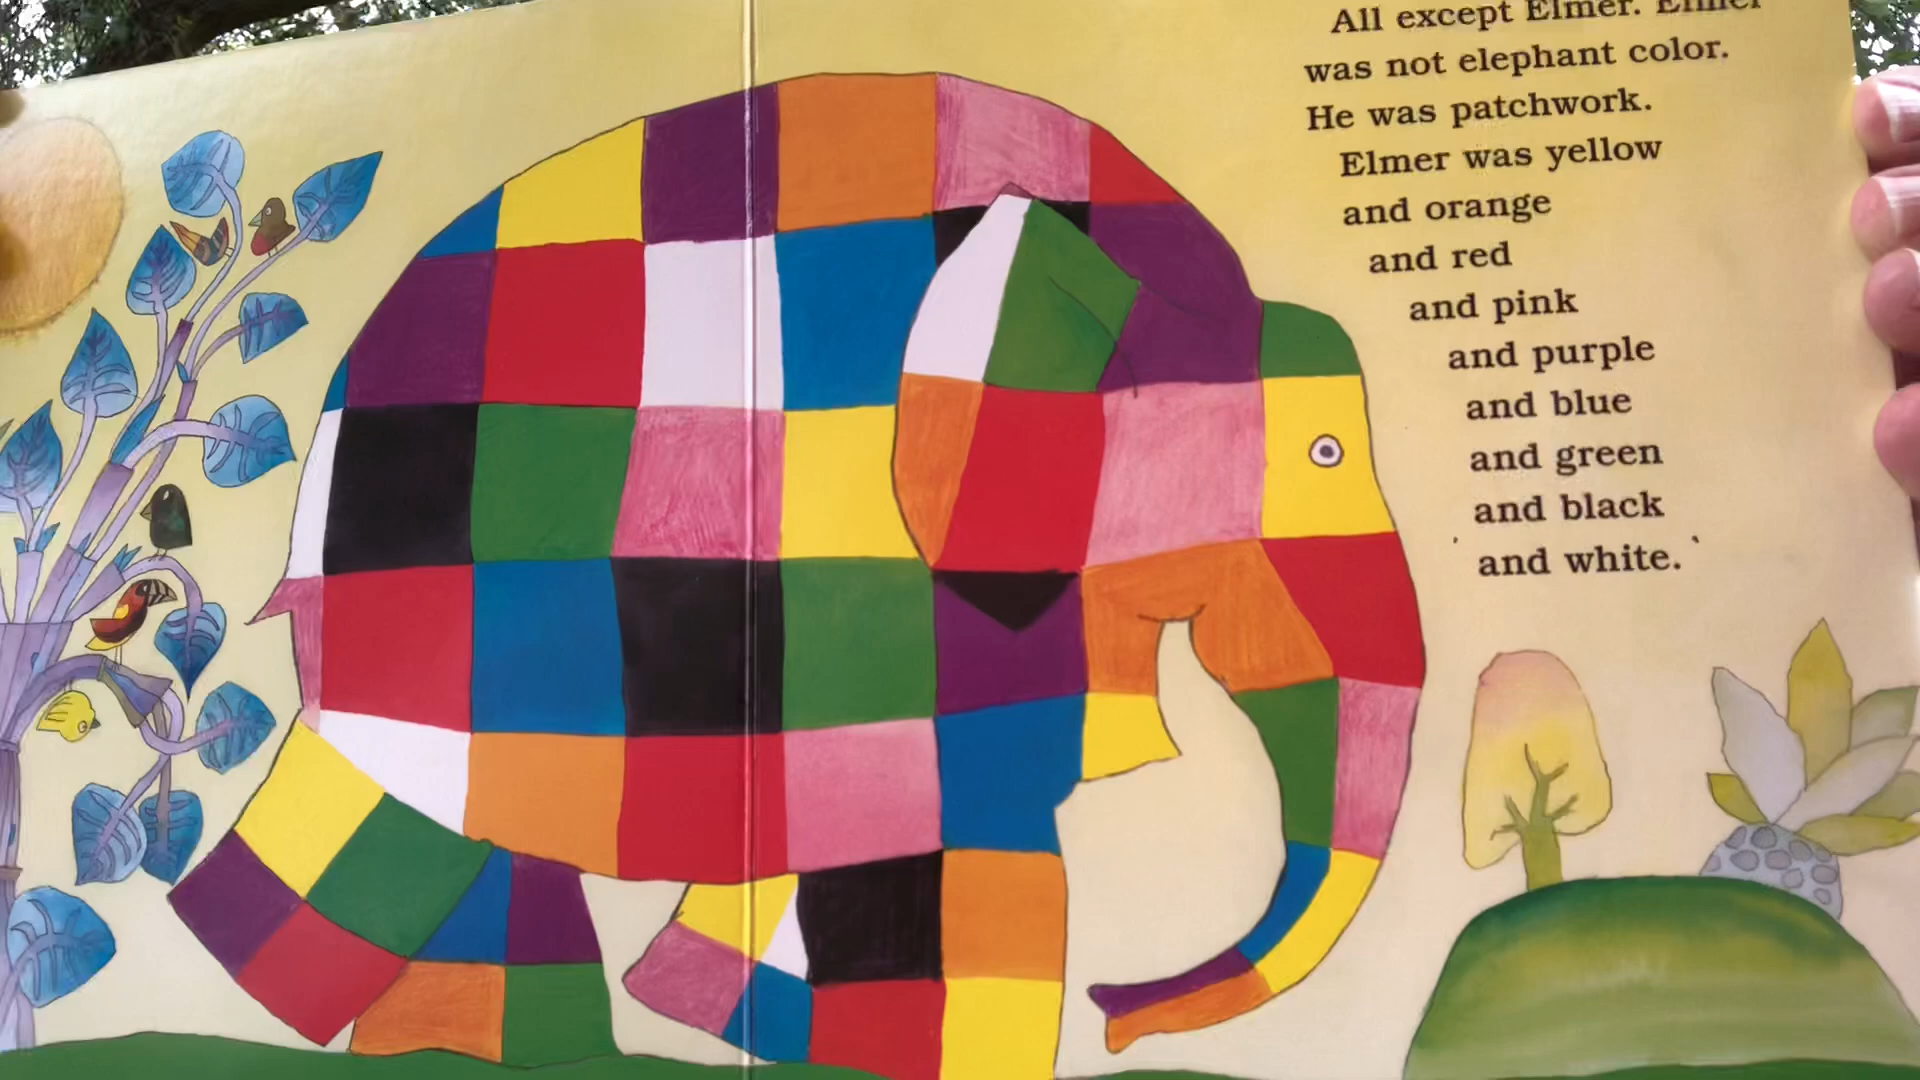 All except Elmer. Elmer
was not elephant color.
He was patchwork.
Elmer was yellow
and orange
and red
and pink
and purple
and blue
and green
and black
and white.